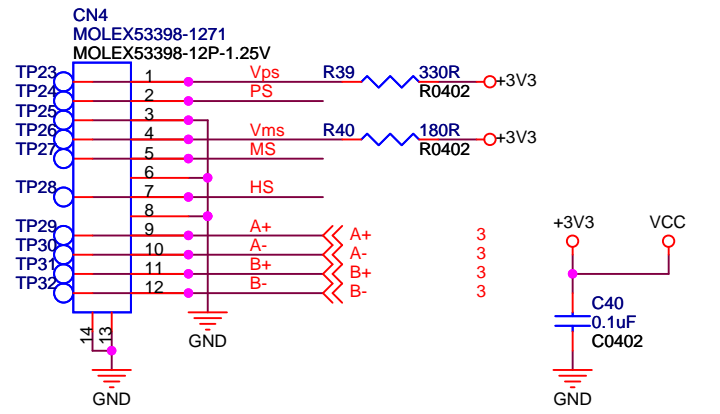 CN4
MOLEX53398-1271
MOLEX53398-12P-1.25V
TP23 1 Vps R39 330R +3V3
TP24 2 PS R0402
TP25 3
TP26 4 Vms R40 180R +3V3
TP27 5 MS R0402
6
TP28 7 HS
8
TP29 9 A+ A+ 3
TP30 10 A- A- 3
TP31 11 B+ B+ 3
TP32 12 B- B- 3
+3V3 VCC
C40
0.1uF
C0402
14 13
GND
GND
GND